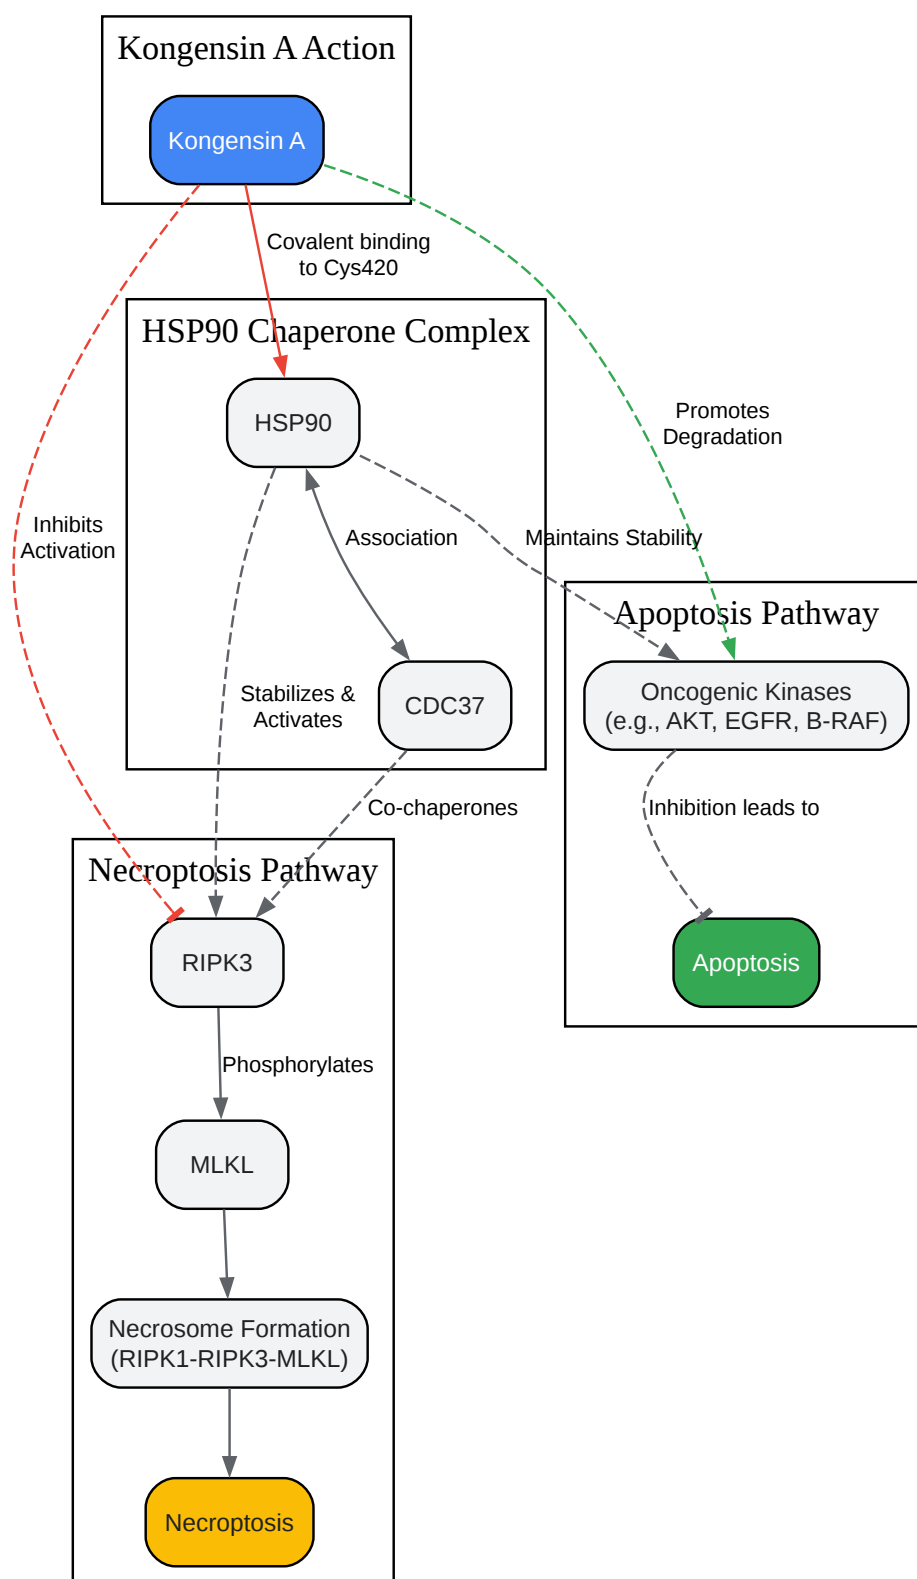 Kongensin A Action
Kongensin A
Covalent binding
to Cys420
HSP90 Chaperone Complex
HSP90
Promotes
Degradation
Inhibits
Activation
Association
Maintains Stability
Apoptosis Pathway
Stabilizes &
Activates
CDC37
Oncogenic Kinases
(e.g., AKT, EGFR, B-RAF)
Co-chaperones
Inhibition leads to
Necroptosis Pathway
RIPK3
Apoptosis
Phosphorylates
MLKL
Necrosome Formation
(RIPK1-RIPK3-MLKL)
Necroptosis